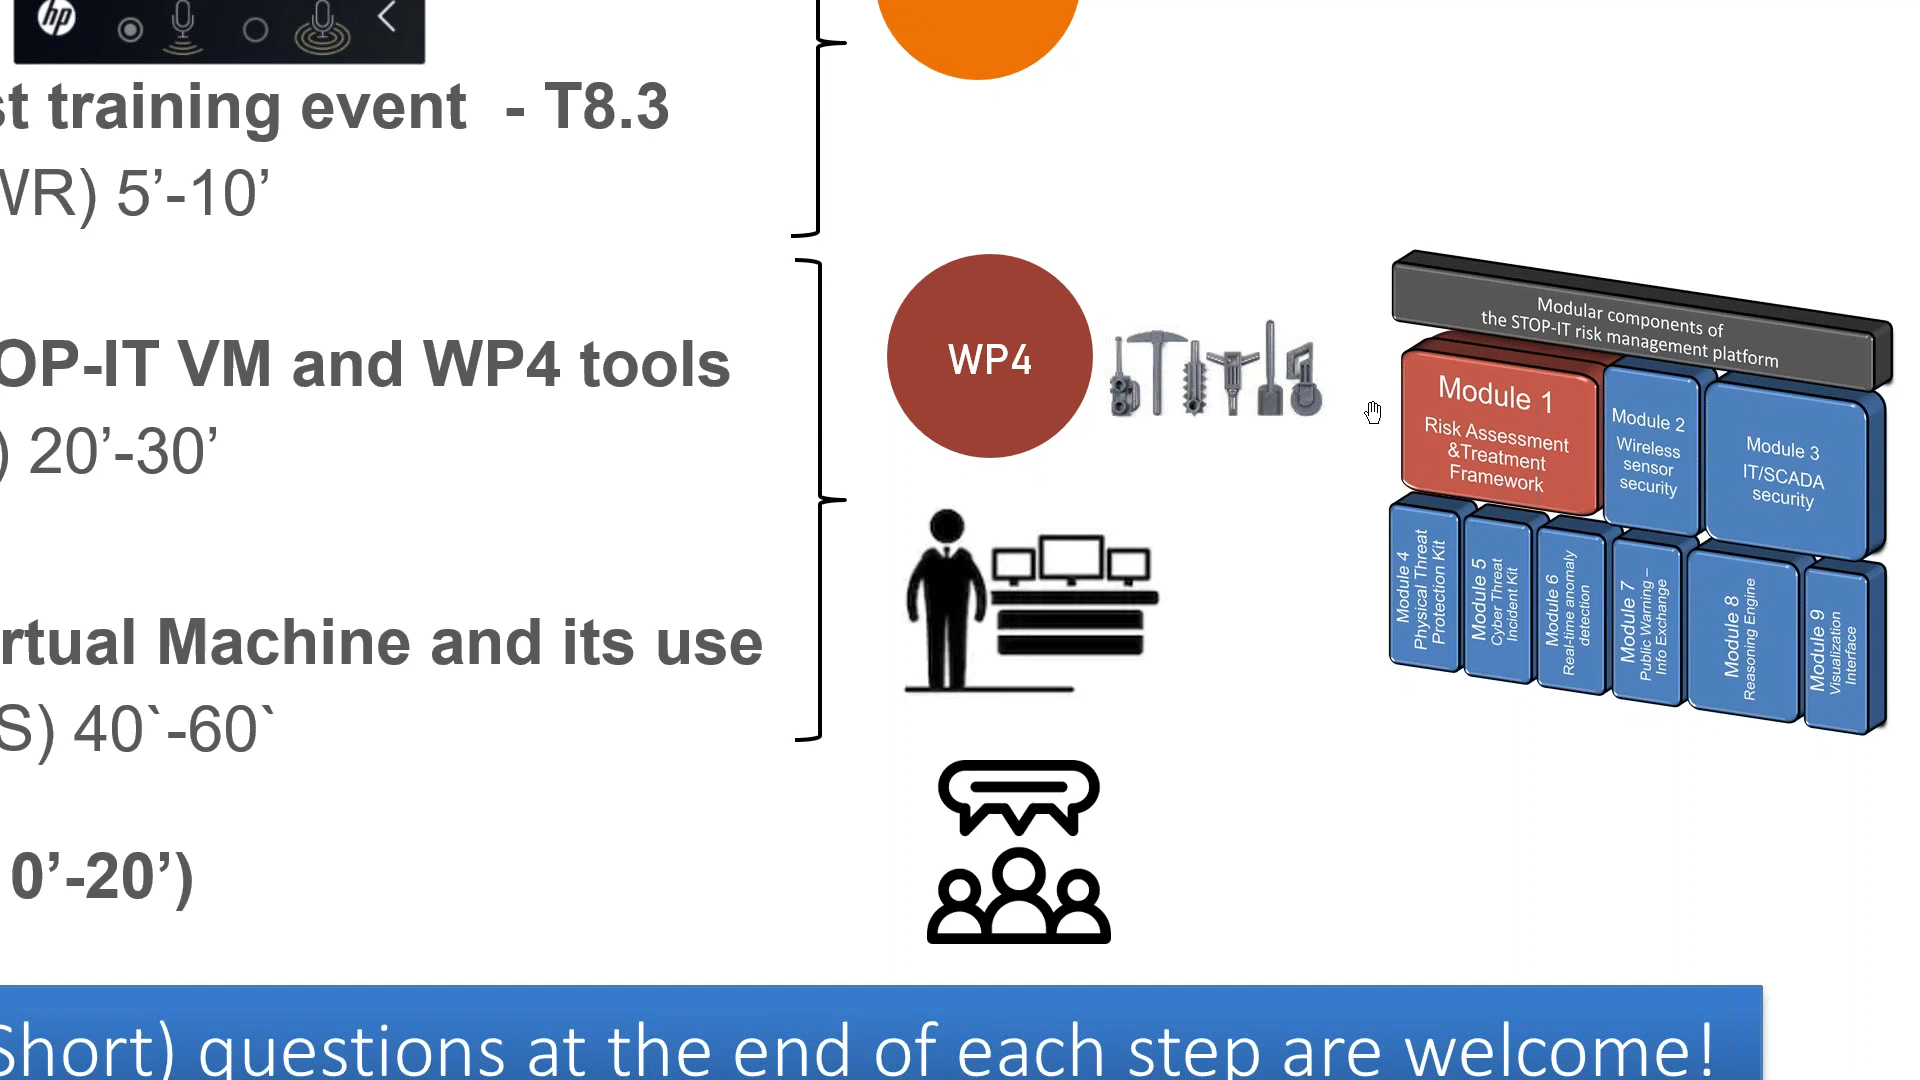 hp
st training event - T8.3
WR) 5’-10’
OP-IT VM and WP4 tools
) 20’-30’
rtual Machine and its use
S) 40`-60`
0’-20’)
WP4
Modular components of
the STOP-IT risk management platform
Module 1
Risk Assessment
&Treatment
Framework
Module 2
Wireless
sensor
security
Module 3
IT/SCADA
security
Module 4
Physical Threat
Protection Kit
Module 5
Cyber Threat
Incident Kit
Module 6
Real-time anomaly
detection
Module 7
Public Warning –
Info Exchange
Module 8
Reasoning Engine
Module 9
Visualization
Interface
Short) questions at the end of each step are welcome!